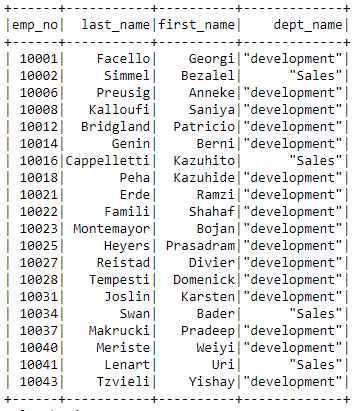 +------+-----------+----------+-------------+
|emp_no|  last_name|first_name|    dept_name|
+------+-----------+----------+-------------+
| 10001|    Facello|    Georgi|"development"|
| 10002|     Simmel|   Bezalel|      "Sales"|
| 10006|    Preusig|    Anneke|"development"|
| 10008|   Kalloufi|    Saniya|"development"|
| 10012|  Bridgland|  Patricio|"development"|
| 10014|      Genin|     Berni|"development"|
| 10016|Cappelletti|  Kazuhito|      "Sales"|
| 10018|       Peha|  Kazuhide|"development"|
| 10021|       Erde|     Ramzi|"development"|
| 10022|     Famili|    Shahaf|"development"|
| 10023| Montemayor|     Bojan|"development"|
| 10025|     Heyers| Prasadram|"development"|
| 10027|    Reistad|    Divier|"development"|
| 10028|   Tempesti|  Domenick|"development"|
| 10031|     Joslin|   Karsten|"development"|
| 10034|       Swan|     Bader|      "Sales"|
| 10037|   Makrucki|   Pradeep|"development"|
| 10040|    Meriste|     Weiyi|"development"|
| 10041|     Lenart|       Uri|      "Sales"|
| 10043|    Tzvieli|    Yishay|"development"|
+------+-----------+----------+-------------+